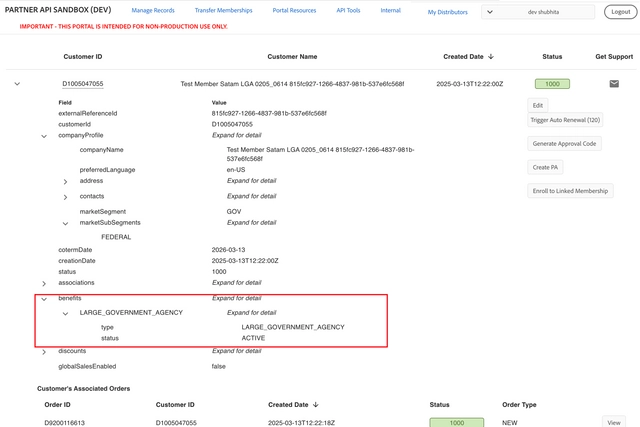 PARTNER API SANDBOX (DEV)
Manage Records
Transfer Memberships
Portal Resources
API Tools
Internal
My Distributors
dev shubhita
Logout
IMPORTANT - THIS PORTAL IS INTENDED FOR NON-PRODUCTION USE ONLY.
Customer ID
Customer Name
Created Date
Status
Get Support
D1005047055
Test Member Satam LGA 0205_0614 815fc927-1266-4837-981b-537e6fc568f
2025-03-13T12:22:00Z
1000
Field
Value
Edit
externalReferenceId
815fc927-1266-4837-981b-537e6fc568f
Trigger Auto Renewal (120)
customerId
D1005047055
companyProfile
Expand for detail
Generate Approval Code
companyName
Test Member Satam LGA 0205_0614 815fc927-1266-4837-981b-
537e6fc568f
Create PA
preferredLanguage
en-US
address
Expand for detail
Enroll to Linked Membership
contacts
Expand for detail
marketSegment
GOV
marketSubSegments
Expand for detail
FEDERAL
cotermDate
2026-03-13
creationDate
2025-03-13T12:22:00Z
status
1000
associations
Expand for detail
benefits
Expand for detail
LARGE_GOVERNMENT_AGENCY
Expand for detail
type
LARGE_GOVERNMENT_AGENCY
status
ACTIVE
discounts
Expand for detail
globalSalesEnabled
false
Customer's Associated Orders
Order ID
Customer ID
Created Date
Status
Order Type
D9200116613
D1005047055
2025-03-13T12:22:18Z
1000
NEW
View